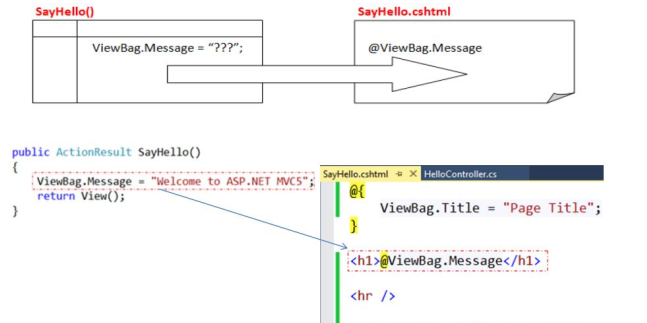 SayHello()
SayHello.cshtml
ViewBag.Message = “???”;
@ViewBag.Message
public ActionResult SayHello()
{
ViewBag.Message = "Welcome to ASP.NET MVC5";
return View();
}
SayHello.cshtml
HelloController.cs
@{
ViewBag.Title = "Page Title";
}
<h1>@ViewBag.Message</h1>
<hr />